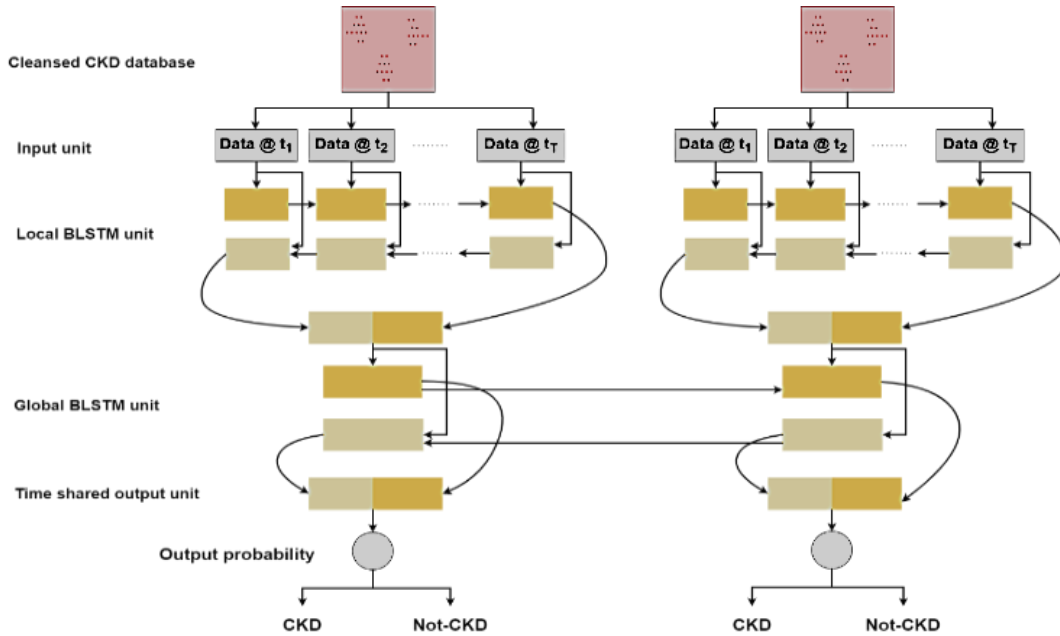 Cleansed CKD database
Input unit
Data @ t1 Data @ t2 ........ Data @ tT Data @ t1 Data @ t2 ........ Data @ tT
Local BLSTM unit
Global BLSTM unit
Time shared output unit
Output probability
CKD Not-CKD CKD Not-CKD